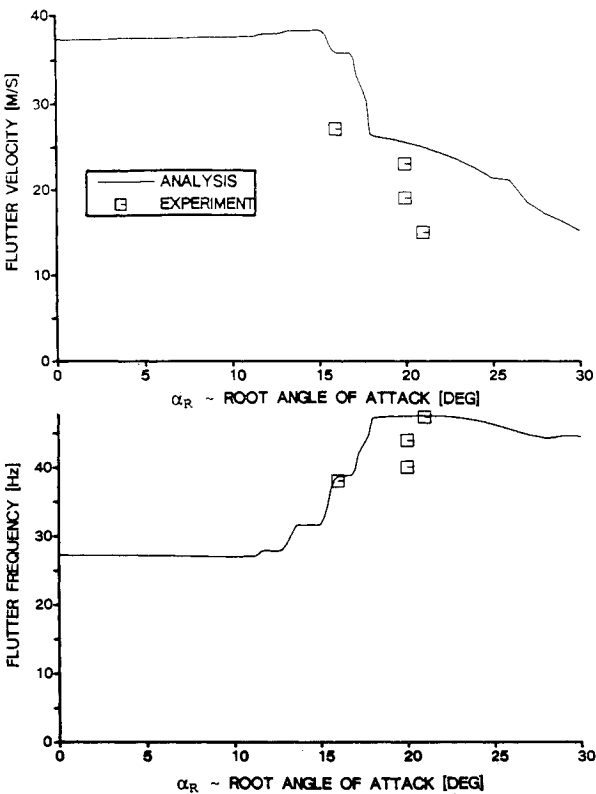 40
30
20
10
0
FLUTTER VELOCITY [M/S]
ANALYSIS
EXPERIMENT
0 5 10 15 20 25 30
αR ~ ROOT ANGLE OF ATTACK [DEG]
40
30
20
10
0
FLUTTER FREQUENCY [Hz]
0 5 10 15 20 25 30
αR ~ ROOT ANGLE OF ATTACK [DEG]